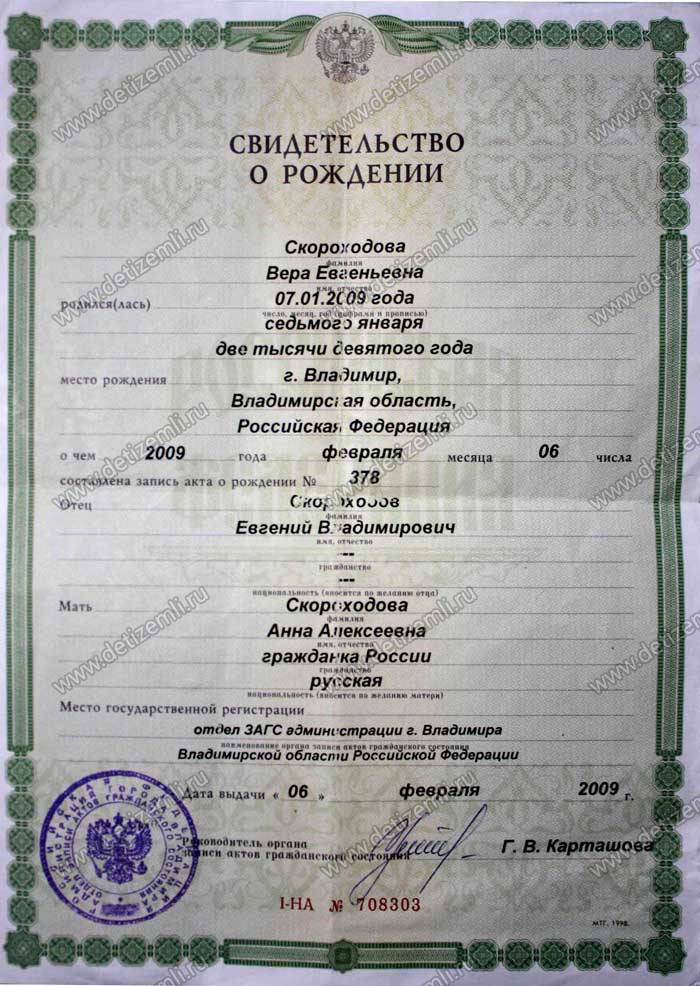 СВИДЕТЕЛЬСТВО
О РОЖДЕНИИ
Скороходова
фамилия
Вера Евгеньевна
имя, отчество
родился(лась) 07.01.2009 года
число, месяц, год (цифрами и прописью)
седьмого января
две тысячи девятого года
место рождения г. Владимир,
Владимирская область,
Российская Федерация
о чем 2009 года февраля месяца 06 числа
составлена запись акта о рождении № 378
Отец Скороходов
фамилия
Евгений Владимирович
имя, отчество
---
гражданство
---
национальность (вносится по желанию отца)
Мать Скороходова
фамилия
Анна Алексеевна
имя, отчество
гражданка России
гражданство
русская
национальность (вносится по желанию матери)
Место государственной регистрации
отдел ЗАГС администрации г. Владимира
наименование органа записи актов гражданского состояния
Владимирской области Российской Федерации
Дата выдачи « 06 » февраля 2009 г.
Руководитель органа
записи актов гражданского состояния Г. В. Карташова
I-НА № 708303
МТГ, 1998.
www.detizemli.ru